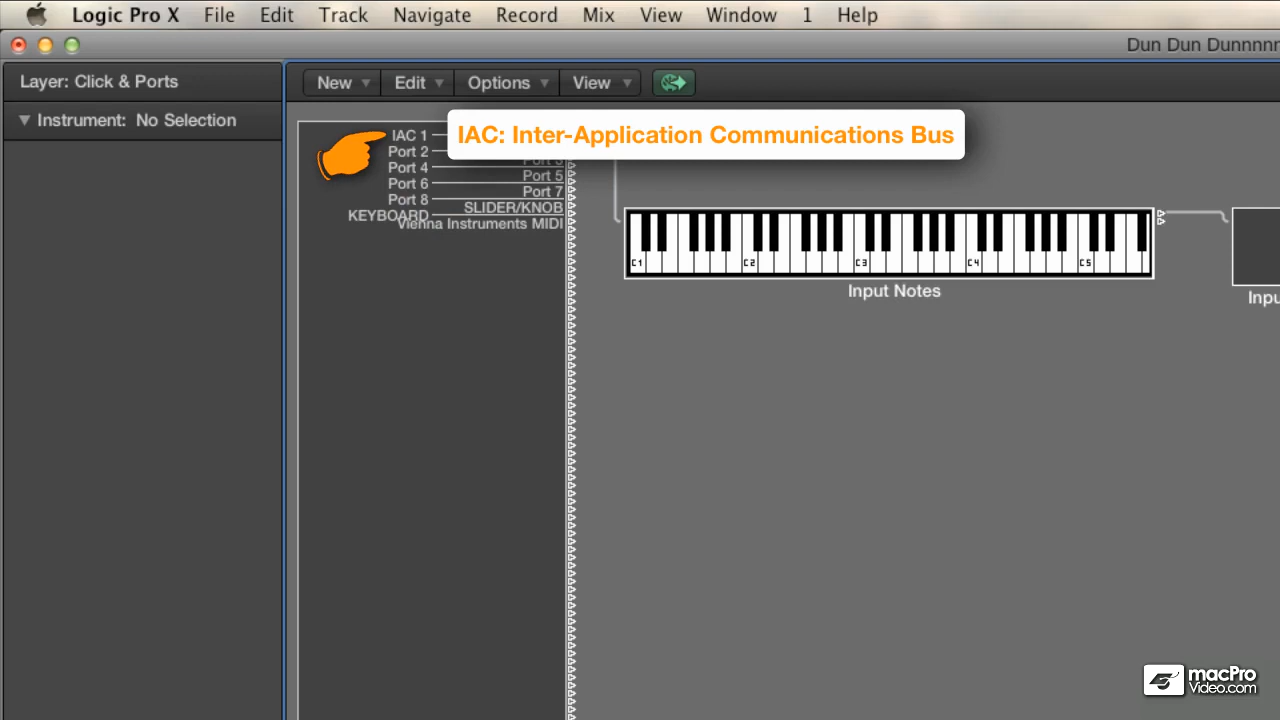 Logic Pro X File Edit Track Navigate Record Mix View Window 1 Help
Dun Dun Dunnnnr
Layer: Click & Ports
New Edit Options View
Instrument: No Selection
IAC 1
IAC: Inter-Application Communications Bus
Port 2
Port 3
Port 4
Port 5
Port 6
Port 7
Port 8
SLIDER/KNOB
KEYBOARD
Vienna Instruments MIDI
C1 C2 C3 C4 C5
Input Notes
Inpu
macPro
Video.com